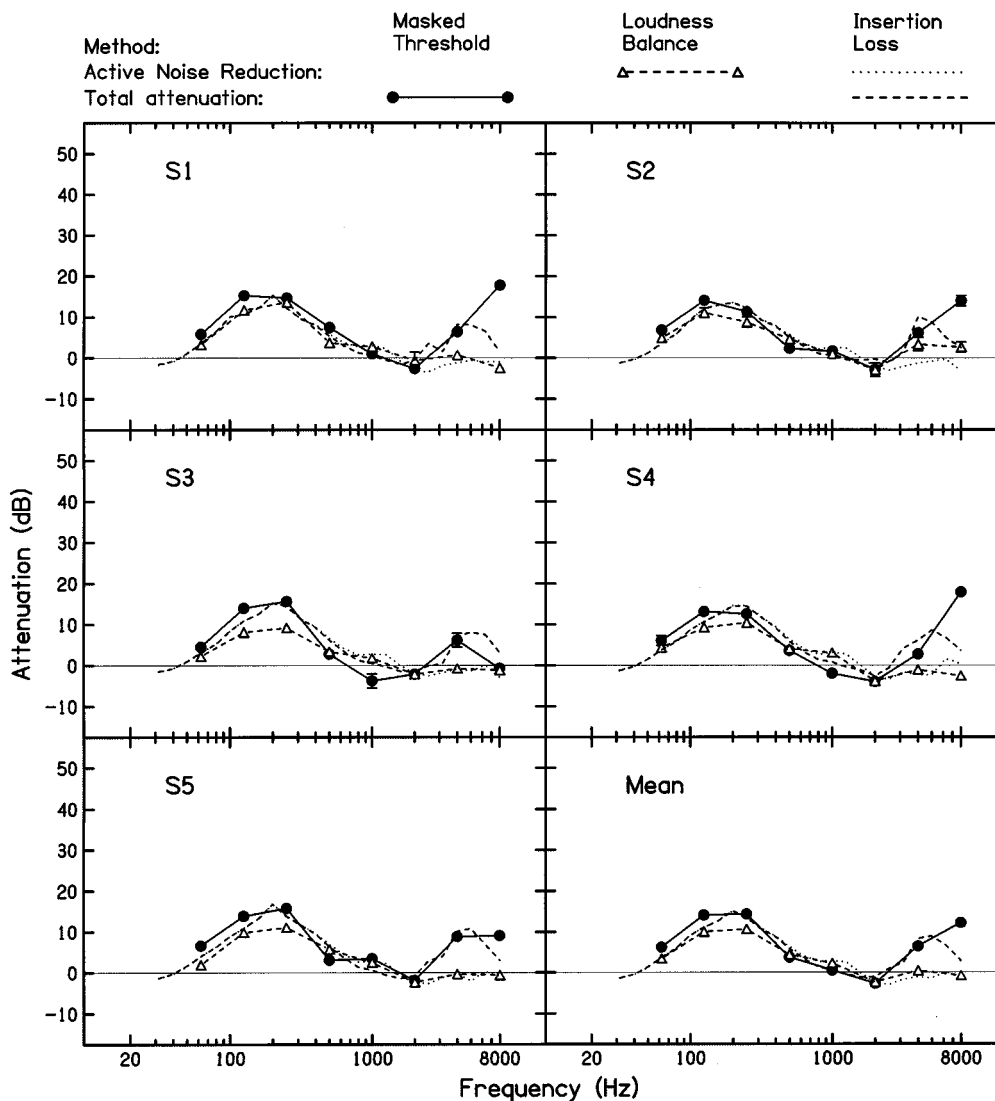 Masked Loudness Insertion
Method: Threshold Balance Loss
Active Noise Reduction:
Total attenuation:
50 S1 S2
40
30
20
10
0
-10
50 S3 S4
40
30
20
10
0
-10
50 S5 Mean
40
30
20
10
0
-10
Attenuation (dB)
20 100 1000 8000 20 100 1000 8000
Frequency (Hz)